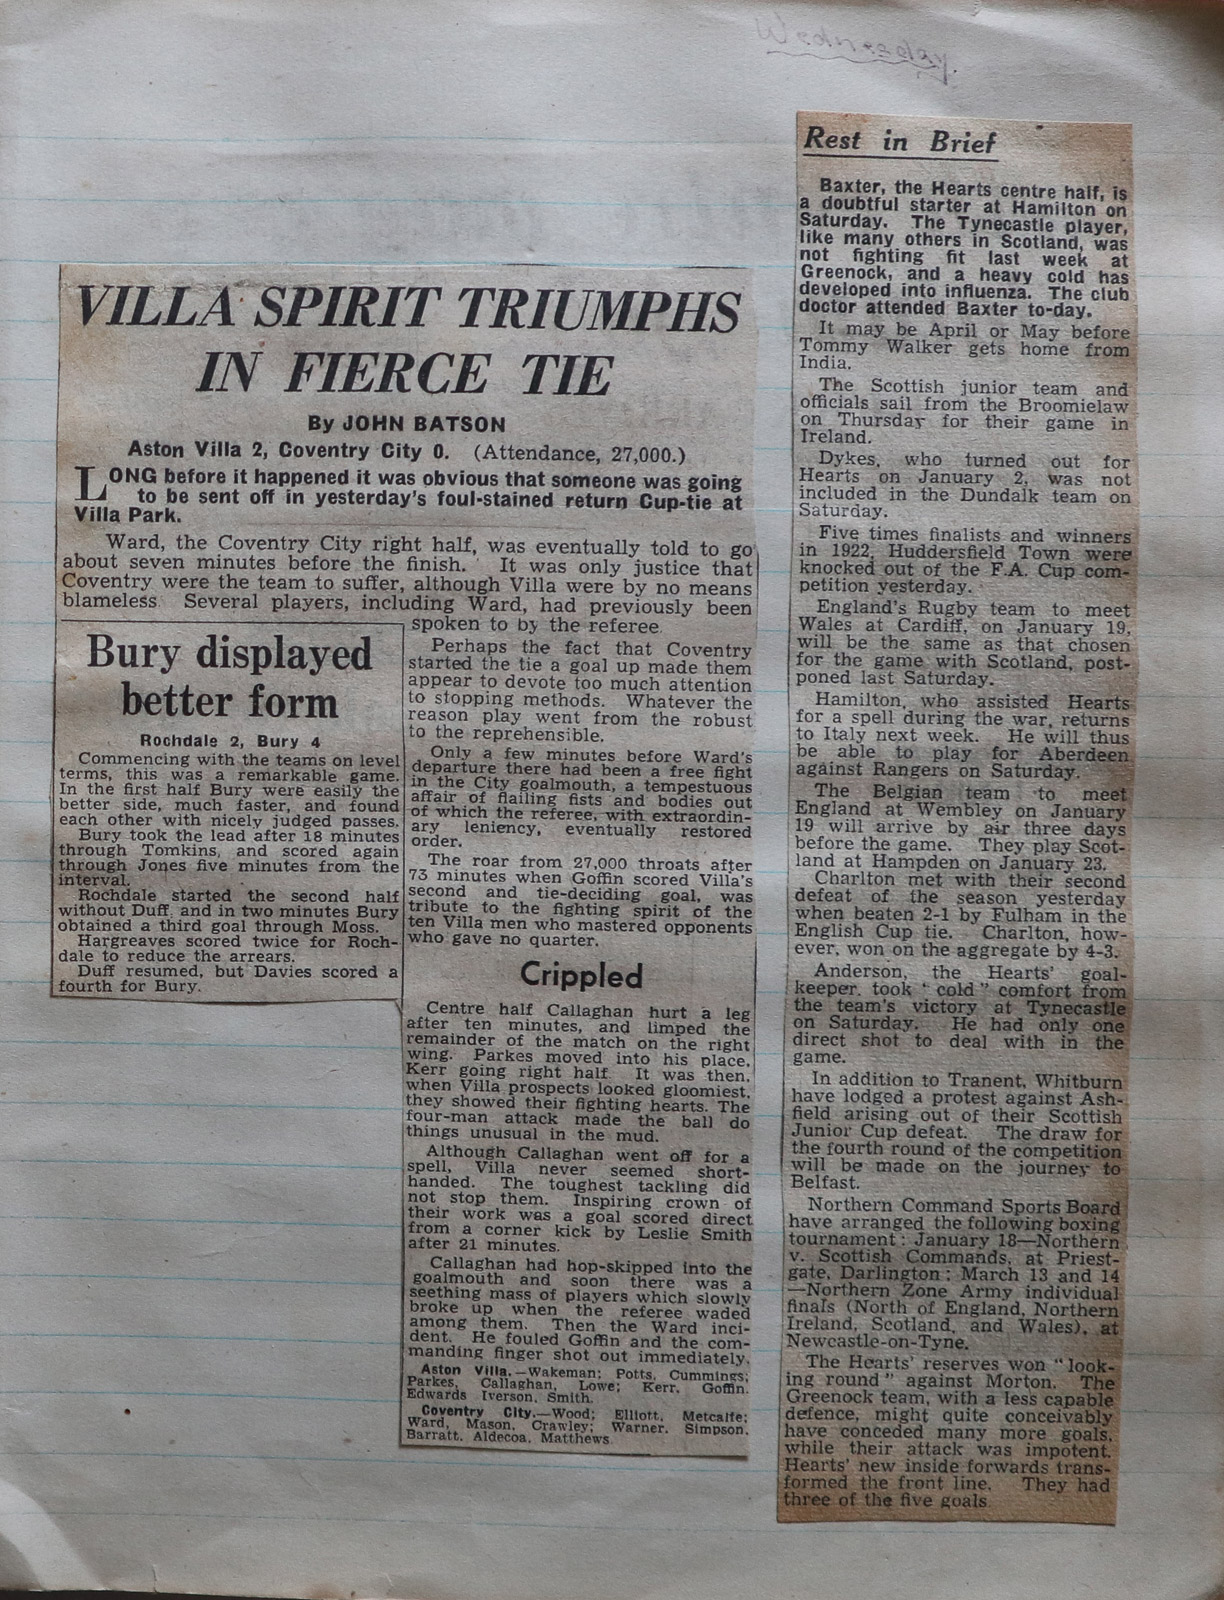 Wednesday.
VILLA SPIRIT TRIUMPHS
IN FIERCE TIE
By JOHN BATSON
Aston Villa 2, Coventry City 0. (Attendance, 27,000.)
LONG before it happened it was obvious that someone was going
to be sent off in yesterday's foul-stained return Cup-tie at
Villa Park.
Ward, the Coventry City right half, was eventually told to go
about seven minutes before the finish. It was only justice that
Coventry were the team to suffer, although Villa were by no means
blameless Several players, including Ward, had previously been
spoken to by the referee.
Perhaps the fact that Coventry
started the tie a goal up made them
appear to devote too much attention
to stopping methods. Whatever the
reason play went from the robust
to the reprehensible.
Only a few minutes before Ward's
departure there had been a free fight
in the City goalmouth, a tempestuous
affair of flailing fists and bodies out
of which the referee, with extraordin-
ary leniency, eventually restored
order.
The roar from 27,000 throats after
73 minutes when Goffin scored Villa's
second and tie-deciding goal, was
tribute to the fighting spirit of the
ten Villa men who mastered opponents
who gave no quarter.
Crippled
Centre half Callaghan hurt a leg
after ten minutes, and limped the
remainder of the match on the right
wing. Parkes moved into his place,
Kerr going right half. It was then,
when Villa prospects looked gloomiest,
they showed their fighting hearts. The
four-man attack made the ball do
things unusual in the mud.
Although Callaghan went off for a
spell, Villa never seemed short-
handed. The toughest tackling did
not stop them. Inspiring crown of
their work was a goal scored direct
from a corner kick by Leslie Smith
after 21 minutes.
Callaghan had hop-skipped into the
goalmouth and soon there was a
seething mass of players which slowly
broke up when the referee waded
among them. Then the Ward inci-
dent. He fouled Goffin and the com-
manding finger shot out immediately.
Aston Villa.—Wakeman; Potts, Cummings;
Parkes, Callaghan, Lowe; Kerr, Goffin,
Edwards Iverson, Smith.
Coventry City.—Wood; Elliott, Metcalfe;
Ward, Mason, Crawley; Warner, Simpson,
Barratt, Aldecoa, Matthews.
Bury displayed
better form
Rochdale 2, Bury 4
Commencing with the teams on level
terms, this was a remarkable game.
In the first half Bury were easily the
better side, much faster, and found
each other with nicely judged passes.
Bury took the lead after 18 minutes
through Tomkins, and scored again
through Jones five minutes from the
interval.
Rochdale started the second half
without Duff, and in two minutes Bury
obtained a third goal through Moss.
Hargreaves scored twice for Roch-
dale to reduce the arrears.
Duff resumed, but Davies scored a
fourth for Bury.
Rest in Brief
Baxter, the Hearts centre half, is
a doubtful starter at Hamilton on
Saturday. The Tynecastle player,
like many others in Scotland, was
not fighting fit last week at
Greenock, and a heavy cold has
developed into influenza. The club
doctor attended Baxter to-day.
It may be April or May before
Tommy Walker gets home from
India.
The Scottish junior team and
officials sail from the Broomielaw
on Thursday for their game in
Ireland.
Dykes, who turned out for
Hearts on January 2, was not
included in the Dundalk team on
Saturday.
Five times finalists and winners
in 1922, Huddersfield Town were
knocked out of the F.A. Cup com-
petition yesterday.
England's Rugby team to meet
Wales at Cardiff, on January 19,
will be the same as that chosen
for the game with Scotland, post-
poned last Saturday.
Hamilton, who assisted Hearts
for a spell during the war, returns
to Italy next week. He will thus
be able to play for Aberdeen
against Rangers on Saturday.
The Belgian team to meet
England at Wembley on January
19 will arrive by air three days
before the game. They play Scot-
land at Hampden on January 23.
Charlton met with their second
defeat of the season yesterday
when beaten 2-1 by Fulham in the
English Cup tie. Charlton, how-
ever, won on the aggregate by 4-3.
Anderson, the Hearts' goal-
keeper, took "cold" comfort from
the team's victory at Tynecastle
on Saturday. He had only one
direct shot to deal with in the
game.
In addition to Tranent, Whitburn
have lodged a protest against Ash-
field arising out of their Scottish
Junior Cup defeat. The draw for
the fourth round of the competition
will be made on the journey to
Belfast.
Northern Command Sports Board
have arranged the following boxing
tournament: January 18—Northern
v. Scottish Commands, at Priest-
gate, Darlington; March 13 and 14
—Northern Zone Army individual
finals (North of England, Northern
Ireland, Scotland, and Wales), at
Newcastle-on-Tyne.
The Hearts' reserves won "look-
ing round" against Morton. The
Greenock team, with a less capable
defence, might quite conceivably
have conceded many more goals,
while their attack was impotent.
Hearts' new inside forwards trans-
formed the front line. They had
three of the five goals.